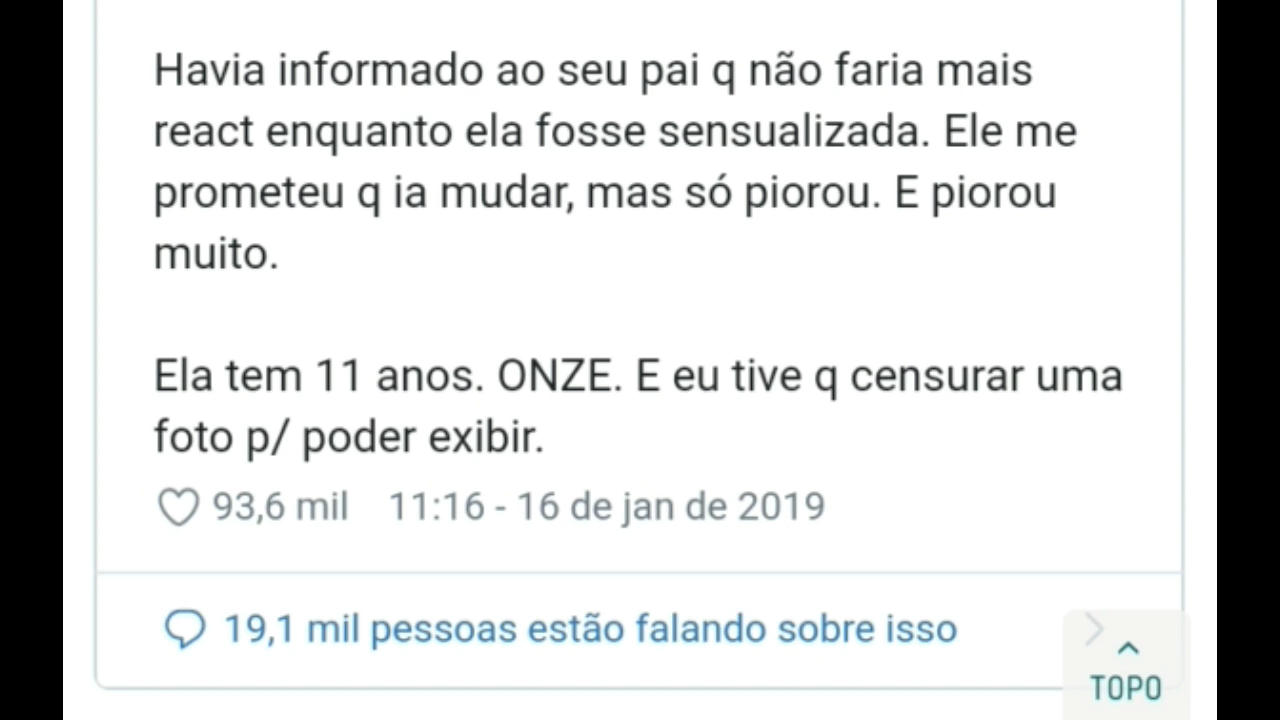 Havia informado ao seu pai q não faria mais
react enquanto ela fosse sensualizada. Ele me
prometeu q ia mudar, mas só piorou. E piorou
muito.
Ela tem 11 anos. ONZE. E eu tive q censurar uma
foto p/ poder exibir.
93,6 mil 11:16 - 16 de jan de 2019
19,1 mil pessoas estão falando sobre isso
TOPO